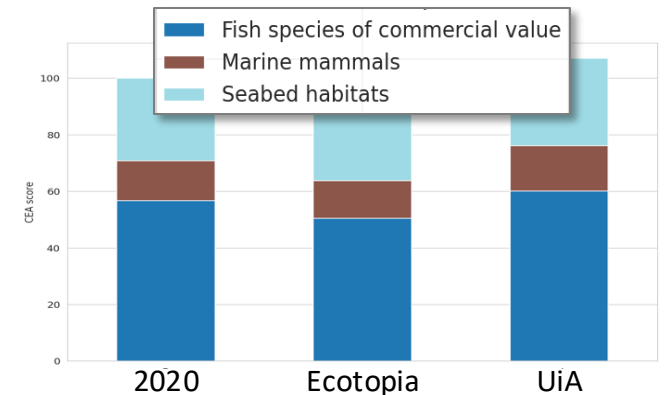 Fish species of commercial value
Marine mammals
Seabed habitats
100
80
60
40
20
0
CEA score
2020
Ecotopia
UiA